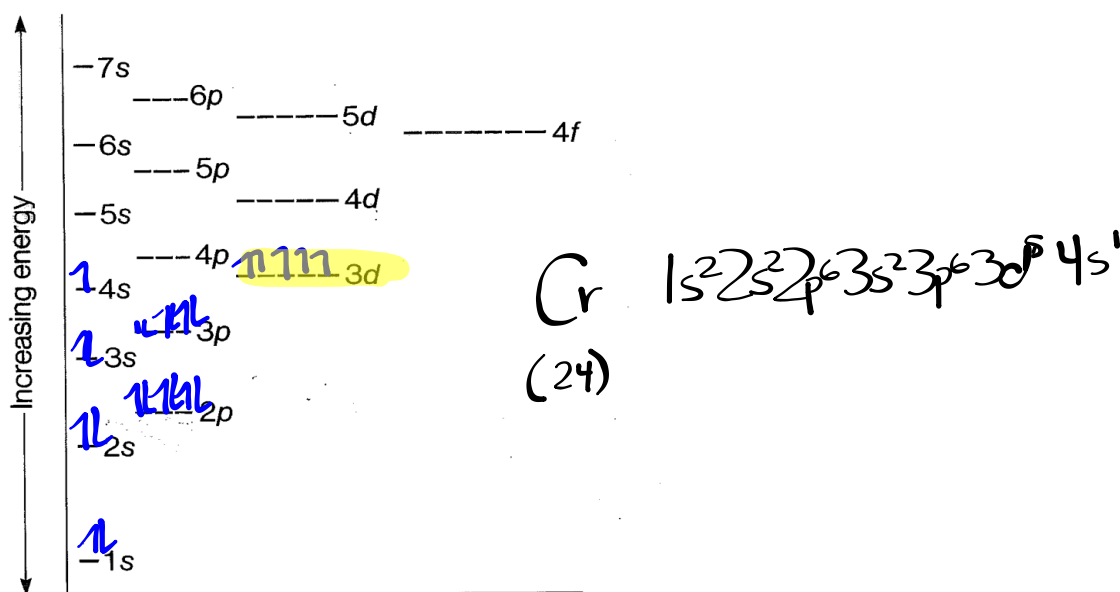 Increasing energy
7s
6p
5d
4f
6s
5p
4d
5s
4p
3d
4s
3p
3s
2p
2s
1s
Cr
(24)
1s²2s²2p⁶3s²3p⁶3d⁵4s¹